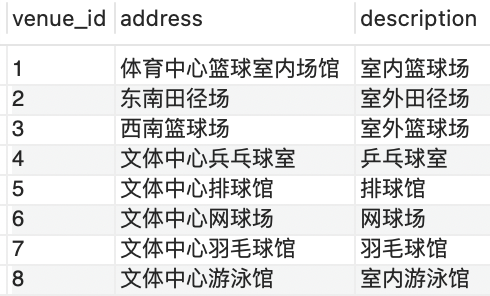 venue_id address description
1 体育中心篮球室内场馆 室内篮球场
2 东南田径场 室外田径场
3 西南篮球场 室外篮球场
4 文体中心兵乓球室 乒乓球室
5 文体中心排球馆 排球馆
6 文体中心网球场 网球场
7 文体中心羽毛球馆 羽毛球馆
8 文体中心游泳馆 室内游泳馆